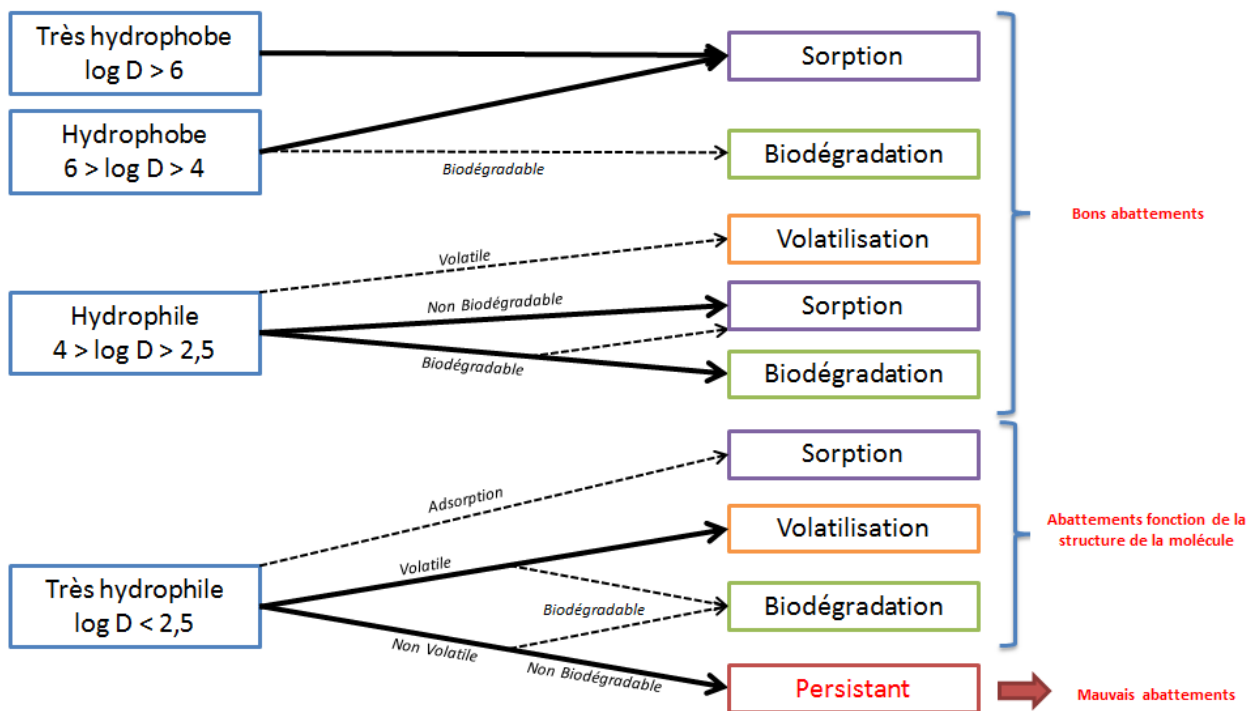 Très hydrophobe
log D > 6
Sorption
Hydrophobe
6 > log D > 4
Biodégradable
Biodégradation
Bons abattements
Volatile
Volatilisation
Non Biodégradable
Sorption
Hydrophile
4 > log D > 2,5
Biodégradable
Biodégradation
Adsorption
Sorption
Volatile
Volatilisation
Abattements fonction de la
structure de la molécule
Très hydrophile
log D < 2,5
Biodégradable
Biodégradation
Non Volatile
Non Biodégradable
Persistant
Mauvais abattements